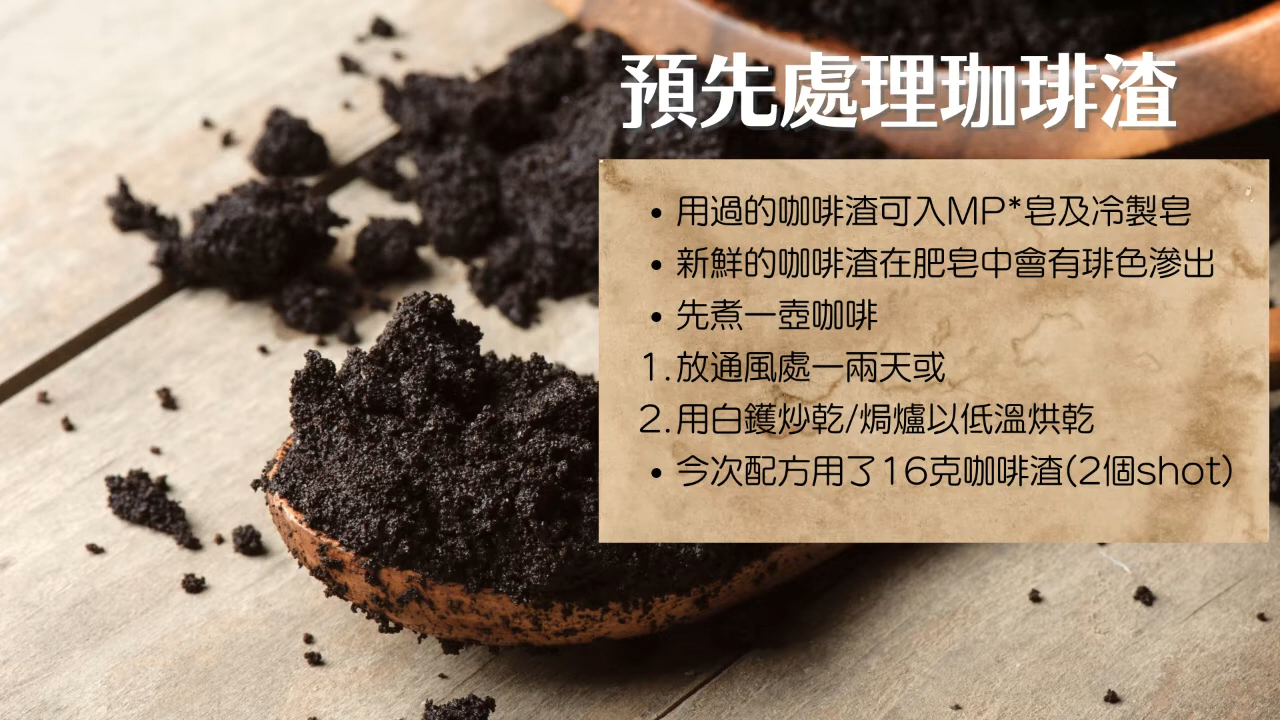 預先處理珈琲渣
• 用過的咖啡渣可入MP*皂及冷製皂
• 新鮮的咖啡渣在肥皂中會有琲色滲出
• 先煮一壺咖啡
1. 放通風處一兩天或
2. 用白鑊炒乾/焗爐以低溫烘乾
• 今次配方用了16克咖啡渣(2個shot)